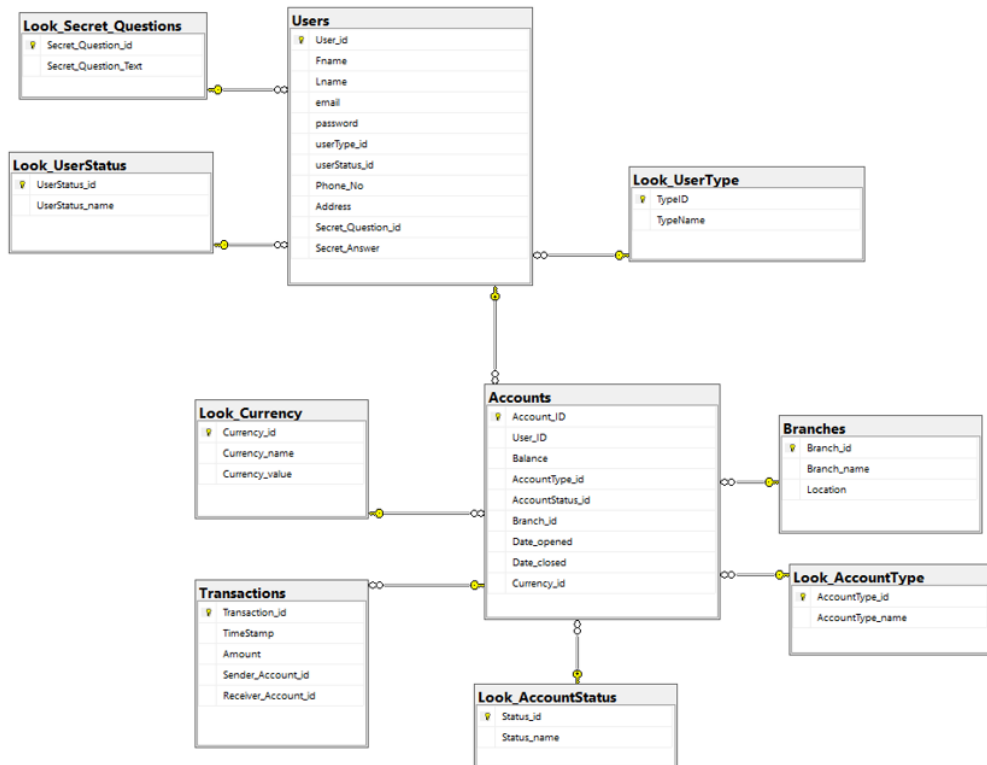 Look_Secret_Questions
Secret_Question_id
Secret_Question_Text
Users
User_id
Fname
Lname
email
password
userType_id
userStatus_id
Phone_No
Address
Secret_Question_id
Secret_Answer
Look_UserStatus
UserStatus_id
UserStatus_name
Look_UserType
TypeID
TypeName
Look_Currency
Currency_id
Currency_name
Currency_value
Accounts
Account_ID
User_ID
Balance
AccountType_id
AccountStatus_id
Branch_id
Date_opened
Date_closed
Currency_id
Branches
Branch_id
Branch_name
Location
Transactions
Transaction_id
TimeStamp
Amount
Sender_Account_id
Receiver_Account_id
Look_AccountType
AccountType_id
AccountType_name
Look_AccountStatus
Status_id
Status_name